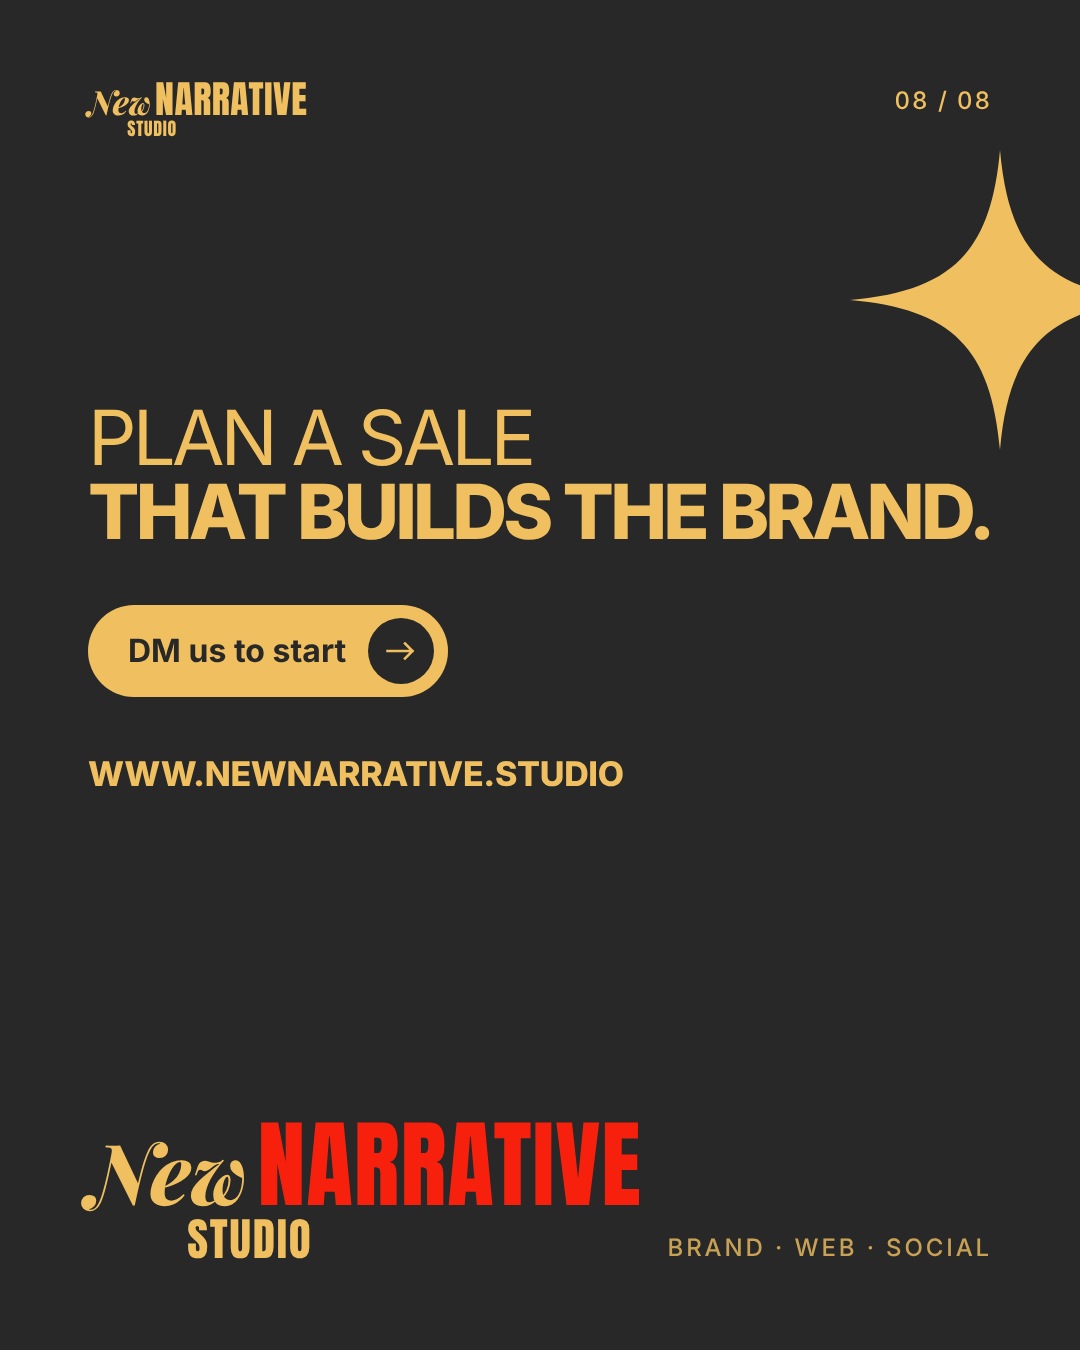 New NARRATIVE
STUDIO
08 / 08
PLAN A SALE
THAT BUILDS THE BRAND.
DM us to start →
WWW.NEWNARRATIVE.STUDIO
New NARRATIVE
STUDIO
BRAND · WEB · SOCIAL